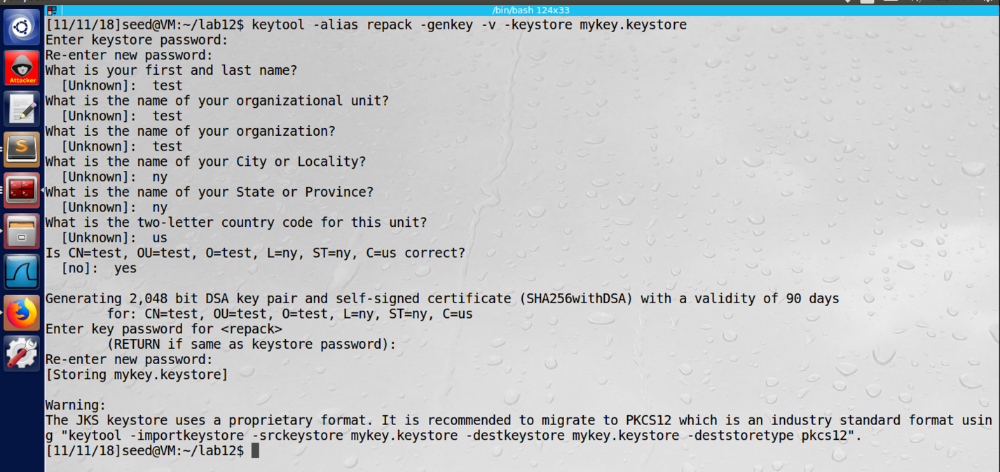 /bin/bash 124x33
[11/11/18]seed@VM:~/lab12$ keytool -alias repack -genkey -v -keystore mykey.keystore
Enter keystore password:
Re-enter new password:
What is your first and last name?
  [Unknown]:  test
What is the name of your organizational unit?
  [Unknown]:  test
What is the name of your organization?
  [Unknown]:  test
What is the name of your City or Locality?
  [Unknown]:  ny
What is the name of your State or Province?
  [Unknown]:  ny
What is the two-letter country code for this unit?
  [Unknown]:  us
Is CN=test, OU=test, O=test, L=ny, ST=ny, C=us correct?
  [no]:  yes
Generating 2,048 bit DSA key pair and self-signed certificate (SHA256withDSA) with a validity of 90 days
        for: CN=test, OU=test, O=test, L=ny, ST=ny, C=us
Enter key password for <repack>
        (RETURN if same as keystore password):
Re-enter new password:
[Storing mykey.keystore]
Warning:
The JKS keystore uses a proprietary format. It is recommended to migrate to PKCS12 which is an industry standard format usin
g "keytool -importkeystore -srckeystore mykey.keystore -destkeystore mykey.keystore -deststoretype pkcs12".
[11/11/18]seed@VM:~/lab12$
Attacker
S